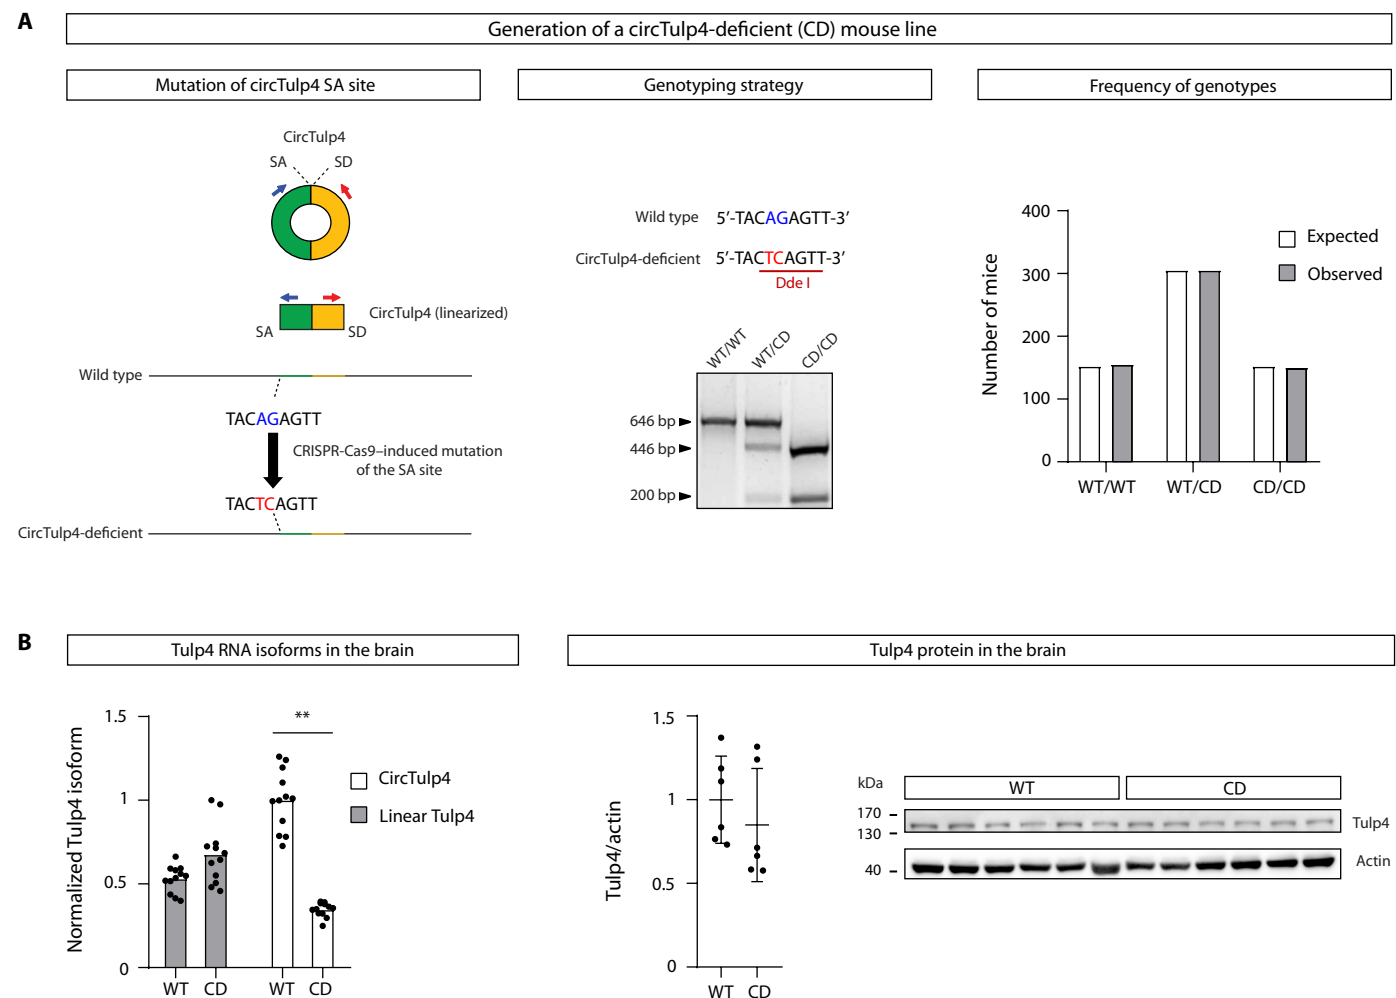 A
Generation of a circTulp4-deficient (CD) mouse line
Mutation of circTulp4 SA site
CircTulp4
SA
SD
CircTulp4 (linearized)
SA
SD
Wild type
TACAGAGTT
CRISPR-Cas9–induced mutation
of the SA site
TACTCAGTT
CircTulp4-deficient
Genotyping strategy
Wild type 5′-TACAGAGTT-3′
CircTulp4-deficient 5′-TACTCAGTT-3′
Dde I
WT/WT
WT/CD
CD/CD
646 bp
446 bp
200 bp
Frequency of genotypes
Number of mice
400
300
200
100
0
Expected
Observed
WT/WT
WT/CD
CD/CD
B
Tulp4 RNA isoforms in the brain
Normalized Tulp4 isoform
1.5
1
0.5
0
**
CircTulp4
Linear Tulp4
WT
CD
WT
CD
Tulp4 protein in the brain
Tulp4/actin
1.5
1
0.5
0
WT
CD
kDa
WT
CD
170
130
Tulp4
40
Actin